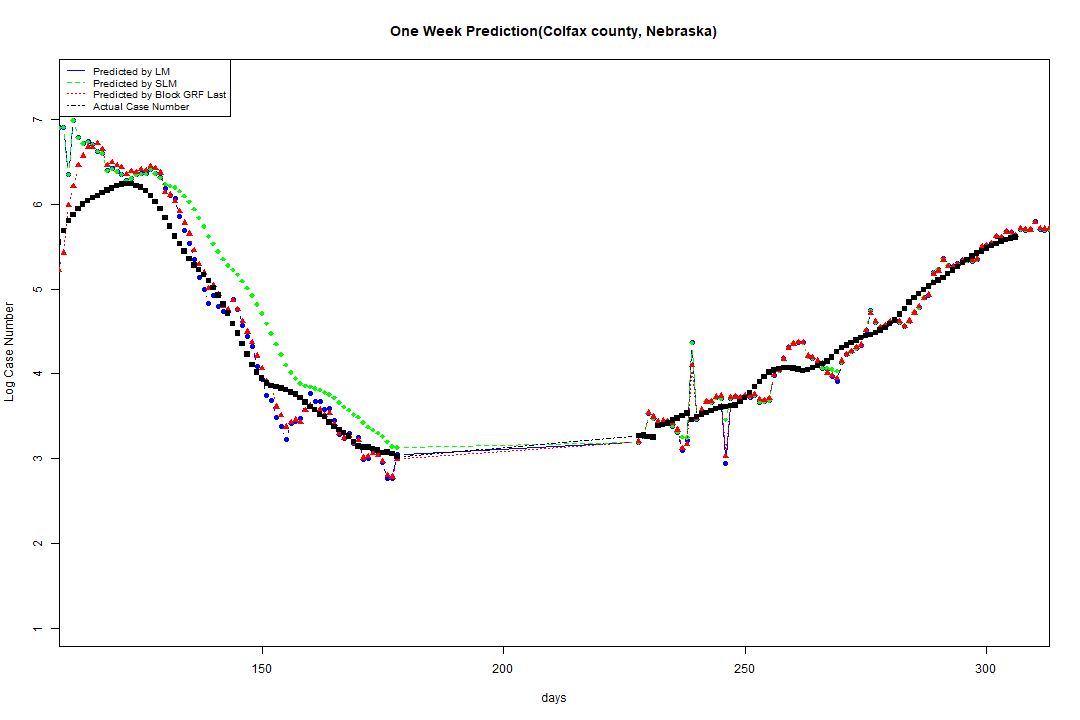 One Week Prediction(Colfax county, Nebraska)
Predicted by LM
Predicted by SLM
Predicted by Block GRF Last
Actual Case Number
7
6
5
4
3
2
1
Log Case Number
150 200 250 300
days